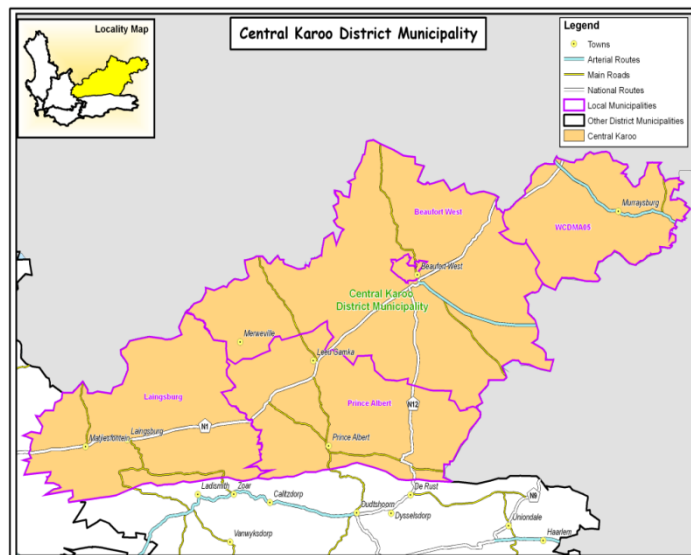 Locality Map
Central Karoo District Municipality
Legend
Towns
Arterial Routes
Main Roads
National Routes
Local Municipalities
Other District Municipalities
Central Karoo
Murraysburg
Beaufort West
WCDMA05
Beaufort West
Central Karoo
District Municipality
Merweville
Leeu Gamka
Laingsburg
Prince Albert
N12
Laingsburg
N1
Matjiesfontein
Prince Albert
Ladismith
Zoar
De Rust
Calitzdorp
N9
Oudtshoorn
Dysselsdorp
Uniondale
Vanwyksdorp
Haarlem